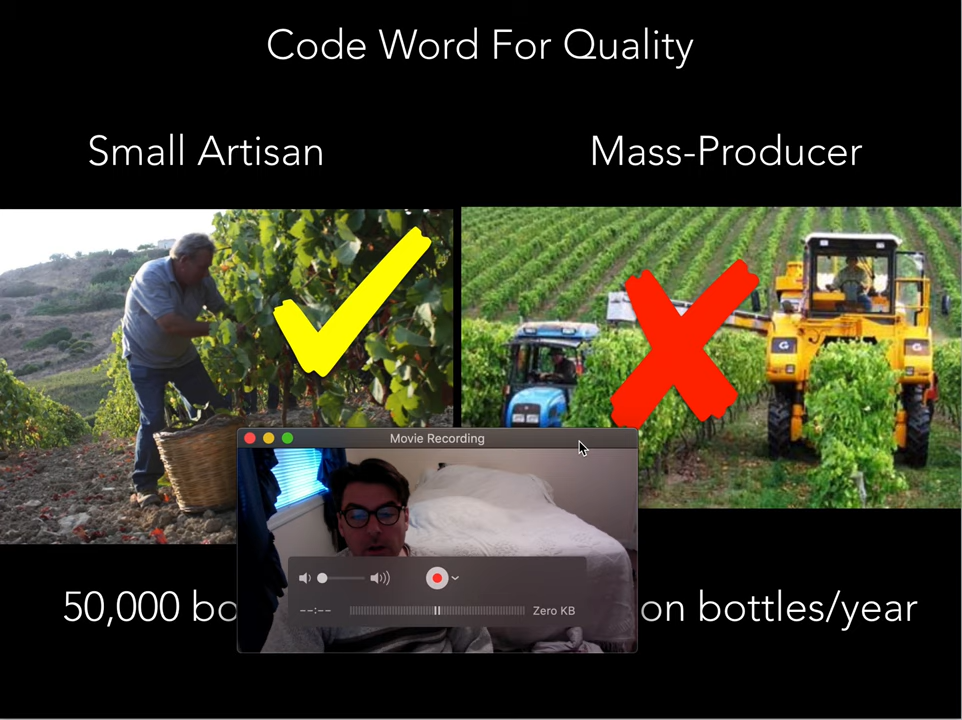 Code Word For Quality
Small Artisan
Mass-Producer
Movie Recording
--:--
Zero KB
50,000 bo
on bottles/year